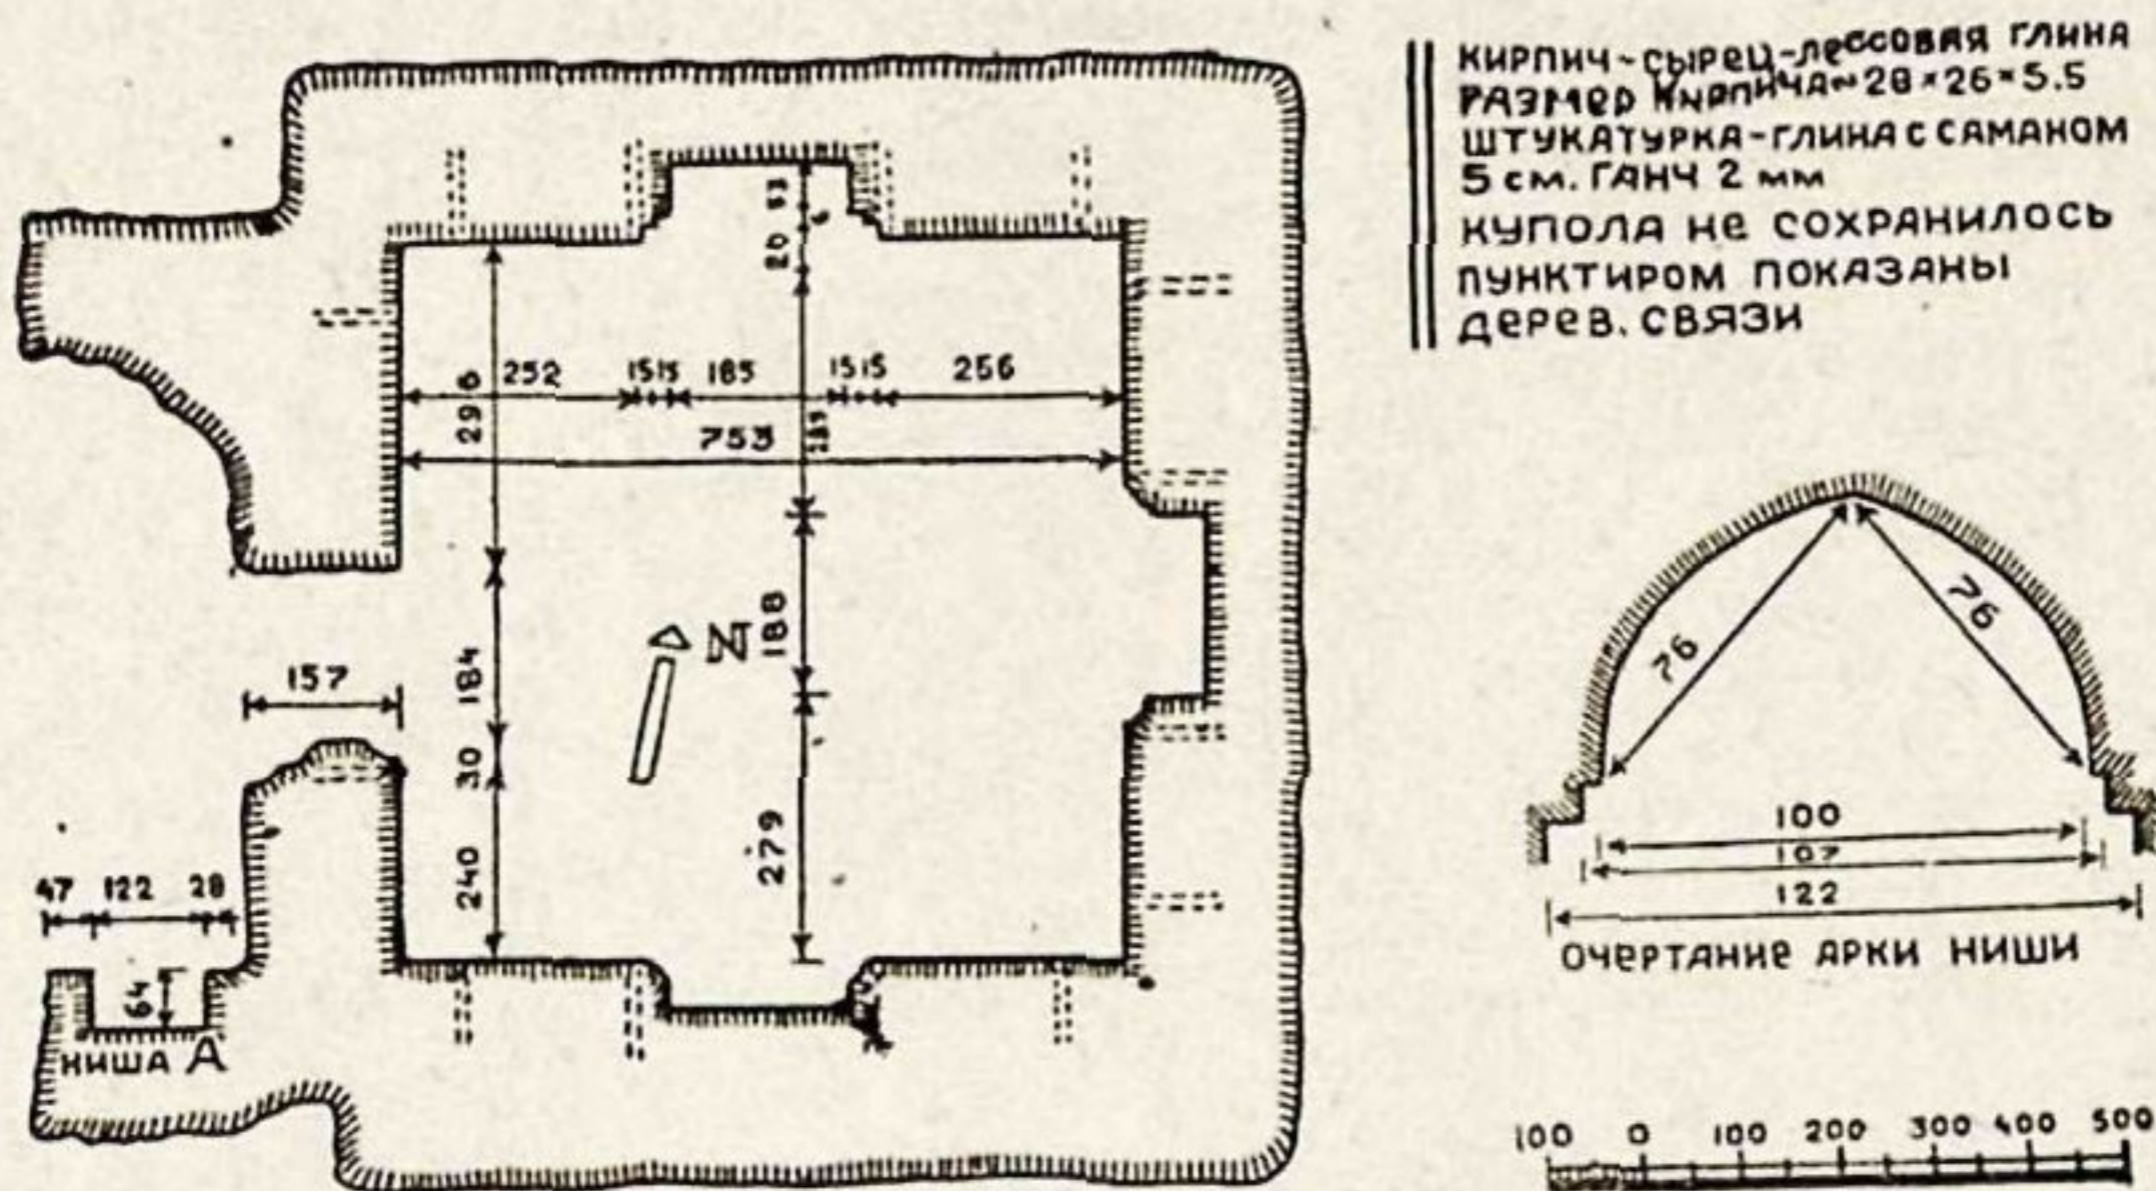 КИРПИЧ-СЫРЕЦ-ЛЕССОВАЯ ГЛИНА
РАЗМЕР КИРПИЧА~28×26×5.5
ШТУКАТУРКА-ГЛИНА С САМАНОМ
5 см. ГАНЧ 2 мм
КУПОЛА НЕ СОХРАНИЛОСЬ
ПУНКТИРОМ ПОКАЗАНЫ
ДЕРЕВ. СВЯЗИ
53
6
20
252 15 15 185 15 15 256
296
753
N
188
184
157
30
279
240
47 122 28
64
НИША А
76 76
100
107
122
ОЧЕРТАНИЕ АРКИ НИШИ
100 0 100 200 300 400 500